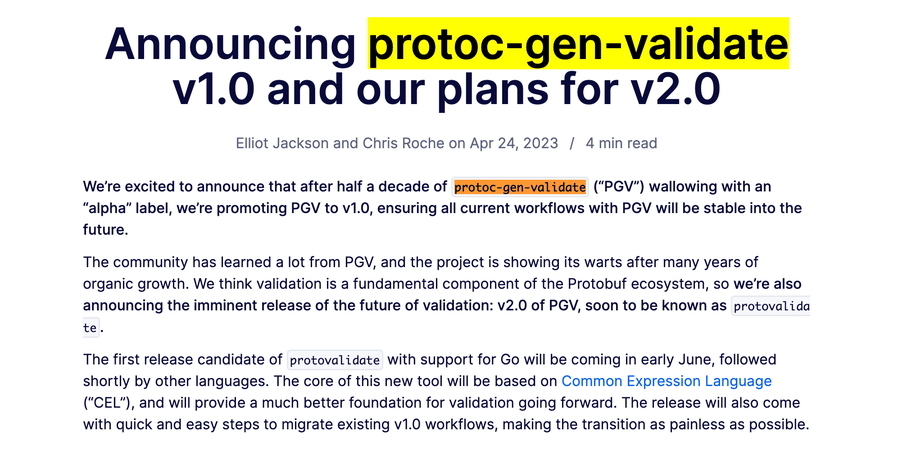 Announcing protoc-gen-validate
v1.0 and our plans for v2.0
Elliot Jackson and Chris Roche on Apr 24, 2023 / 4 min read
We’re excited to announce that after half a decade of protoc-gen-validate (“PGV”) wallowing with an
“alpha” label, we’re promoting PGV to v1.0, ensuring all current workflows with PGV will be stable into the
future.
The community has learned a lot from PGV, and the project is showing its warts after many years of
organic growth. We think validation is a fundamental component of the Protobuf ecosystem, so we’re also
announcing the imminent release of the future of validation: v2.0 of PGV, soon to be known as protovalida
te.
The first release candidate of protovalidate with support for Go will be coming in early June, followed
shortly by other languages. The core of this new tool will be based on Common Expression Language
(“CEL”), and will provide a much better foundation for validation going forward. The release will also come
with quick and easy steps to migrate existing v1.0 workflows, making the transition as painless as possible.